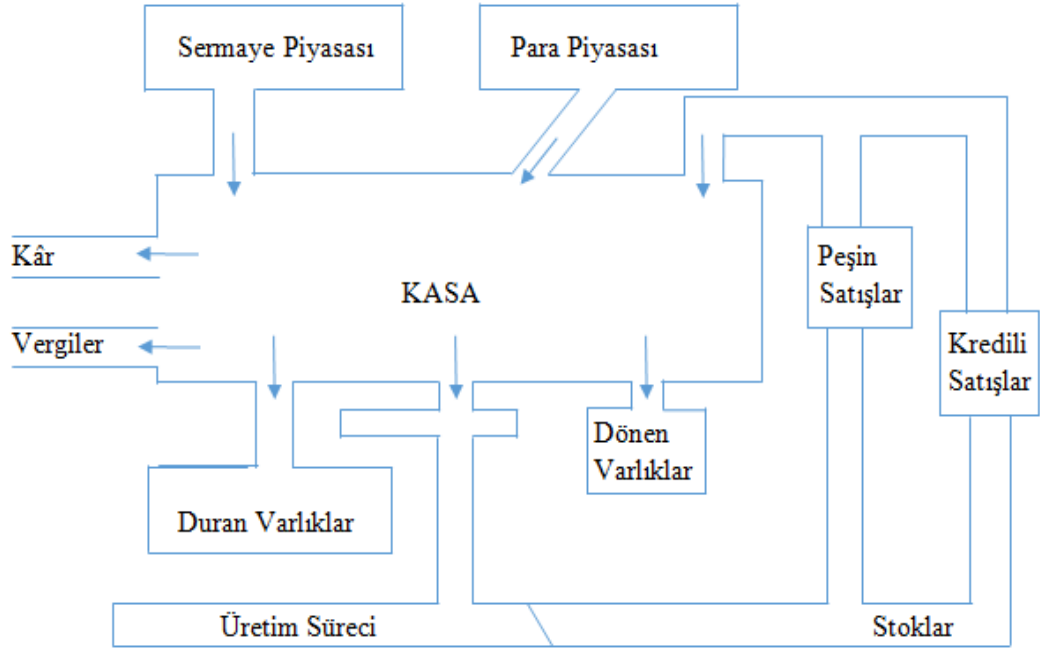 Sermaye Piyasası
Para Piyasası
Kâr
KASA
Peşin
Satışlar
Vergiler
Kredili
Satışlar
Dönen
Varlıklar
Duran Varlıklar
Üretim Süreci
Stoklar